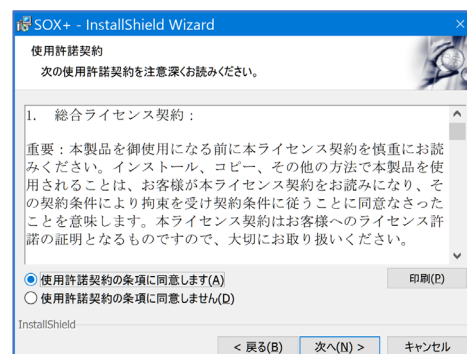 SOX+ - InstallShield Wizard
使用許諾契約
次の使用許諾契約を注意深くお読みください。
1. 総合ライセンス契約：
重要：本製品を御使用になる前に本ライセンス契約を慎重にお読
みください。インストール、コピー、その他の方法で本製品を使
用されることは、お客様が本ライセンス契約をお読みになり、そ
の契約条件により拘束を受け契約条件に従うことに同意なさった
ことを意味します。本ライセンス契約はお客様へのライセンス許
諾の証明となるものですので、大切にお取り扱いください。
使用許諾契約の条項に同意します(A)
印刷(P)
使用許諾契約の条項に同意しません(D)
InstallShield
< 戻る(B)
次へ(N) >
キャンセル